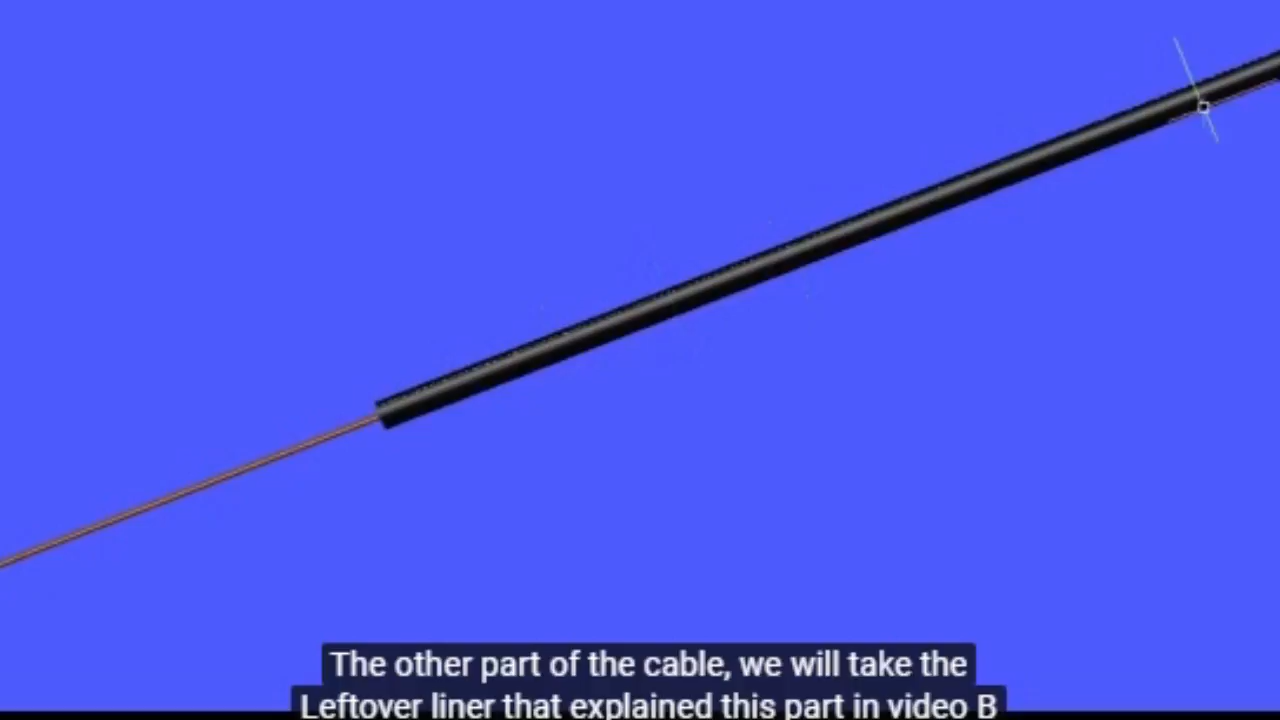 The other part of the cable, we will take the
Leftover liner that explained this part in video B